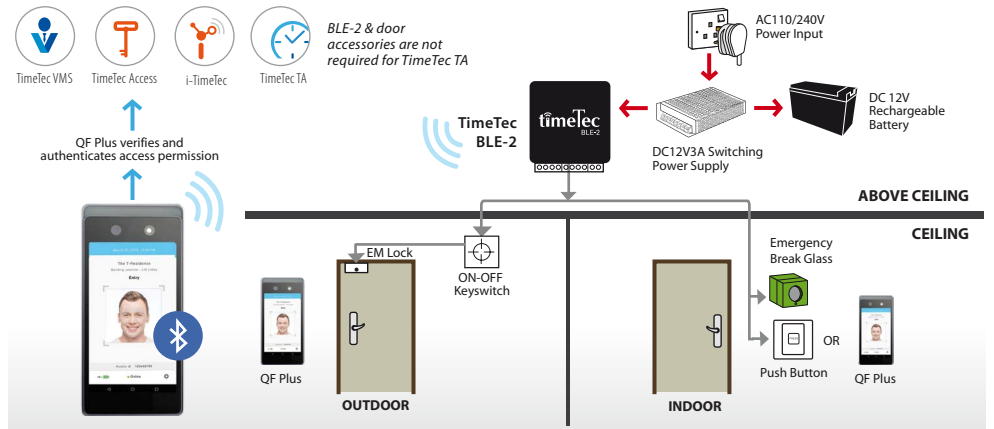 TimeTec VMS
TimeTec Access
i-TimeTec
TimeTec TA
BLE-2 & door
accessories are not
required for TimeTec TA
AC110/240V
Power Input
TimeTec
BLE-2
timeTec
BLE-2
DC 12V
Rechargeable
Battery
DC12V3A Switching
Power Supply
QF Plus verifies and
authenticates access permission
ABOVE CEILING
CEILING
The T-Residence
Entry
EM Lock
ON-OFF
Keyswitch
Emergency
Break Glass
OR
Push Button
QF Plus
QF Plus
OUTDOOR
INDOOR